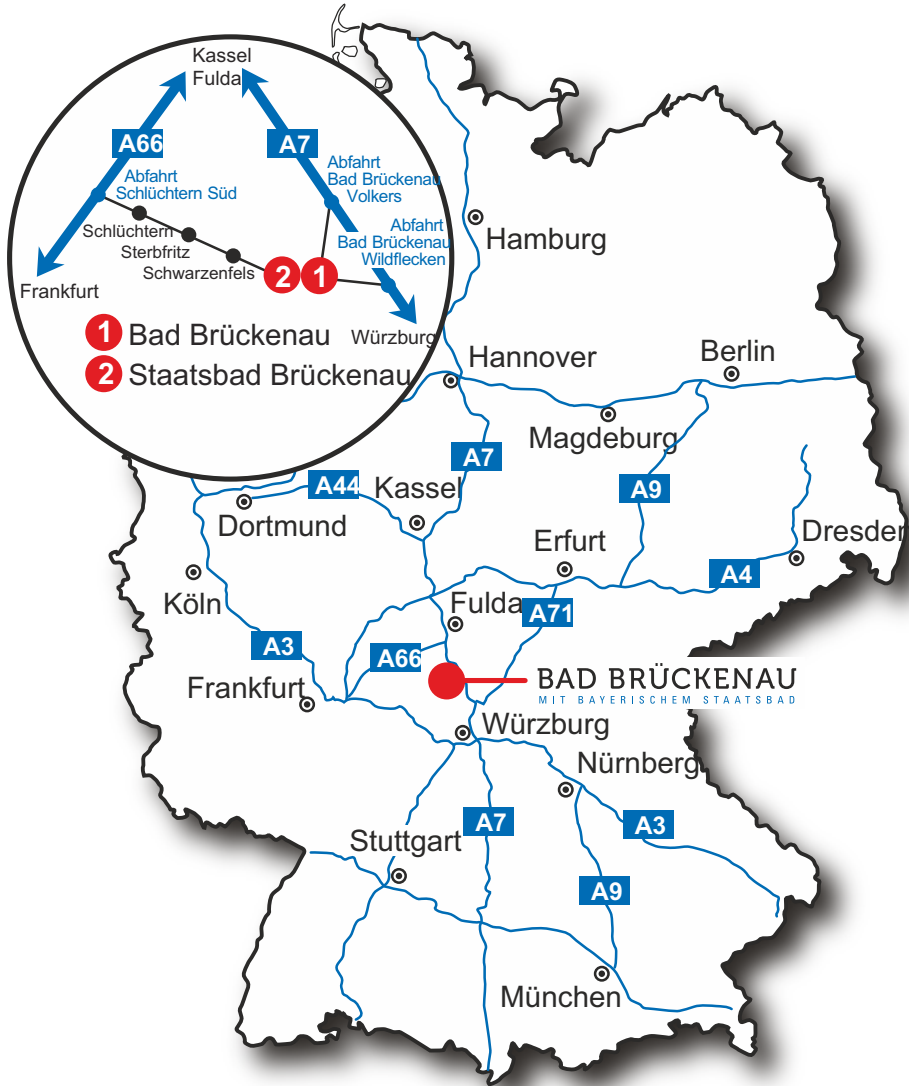 Kassel
Fulda
A66
A7
Abfahrt
Schlüchtern Süd
Abfahrt
Bad Brückenau
Volkers
Schlüchtern
Sterbfritz
Schwarzenfels
Abfahrt
Bad Brückenau
Wildflecken
2
1
Frankfurt
Würzburg
1 Bad Brückenau
2 Staatsbad Brückenau
Hamburg
Hannover
Berlin
Magdeburg
A7
A44
Kassel
A9
Dortmund
Erfurt
Dresden
A4
Köln
Fulda
A71
A3
A66
Frankfurt
BAD BRÜCKENAU
MIT BAYERISCHEM STAATSBAD
Würzburg
Nürnberg
A7
A3
Stuttgart
A9
München